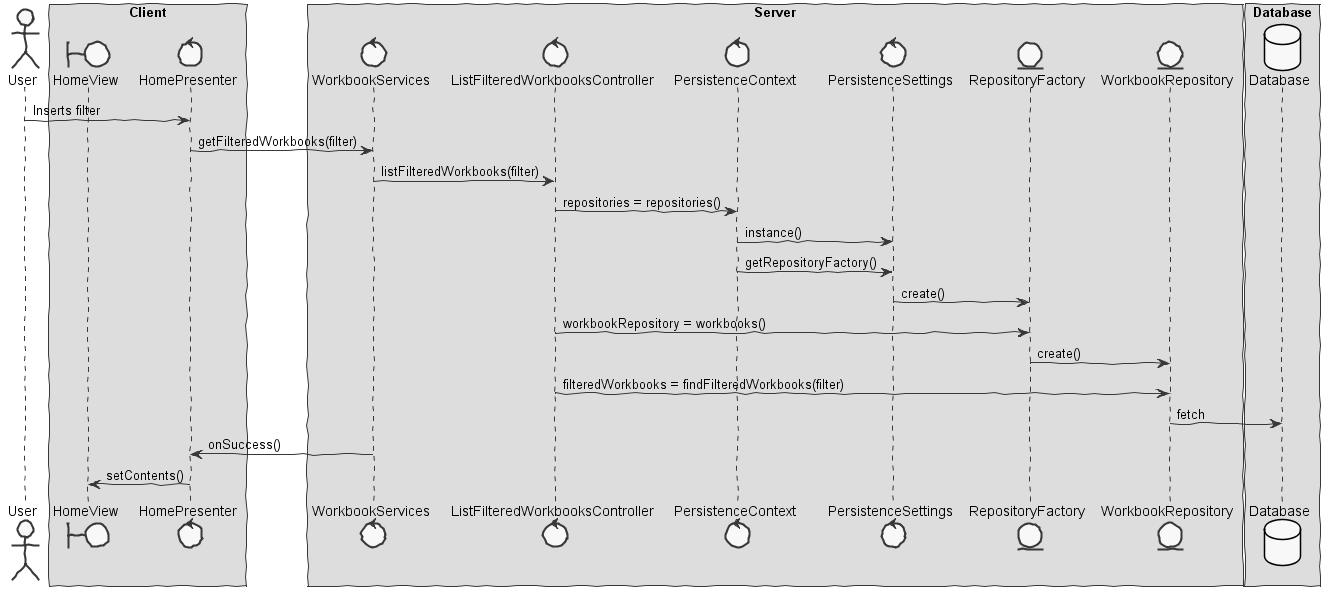 Client
Server
Database
User
HomeView
HomePresenter
WorkbookServices
ListFilteredWorkbooksController
PersistenceContext
PersistenceSettings
RepositoryFactory
WorkbookRepository
Database
Inserts filter
getFilteredWorkbooks(filter)
listFilteredWorkbooks(filter)
repositories = repositories()
instance()
getRepositoryFactory()
create()
workbookRepository = workbooks()
create()
filteredWorkbooks = findFilteredWorkbooks(filter)
fetch
onSuccess()
setContents()
User
HomeView
HomePresenter
WorkbookServices
ListFilteredWorkbooksController
PersistenceContext
PersistenceSettings
RepositoryFactory
WorkbookRepository
Database